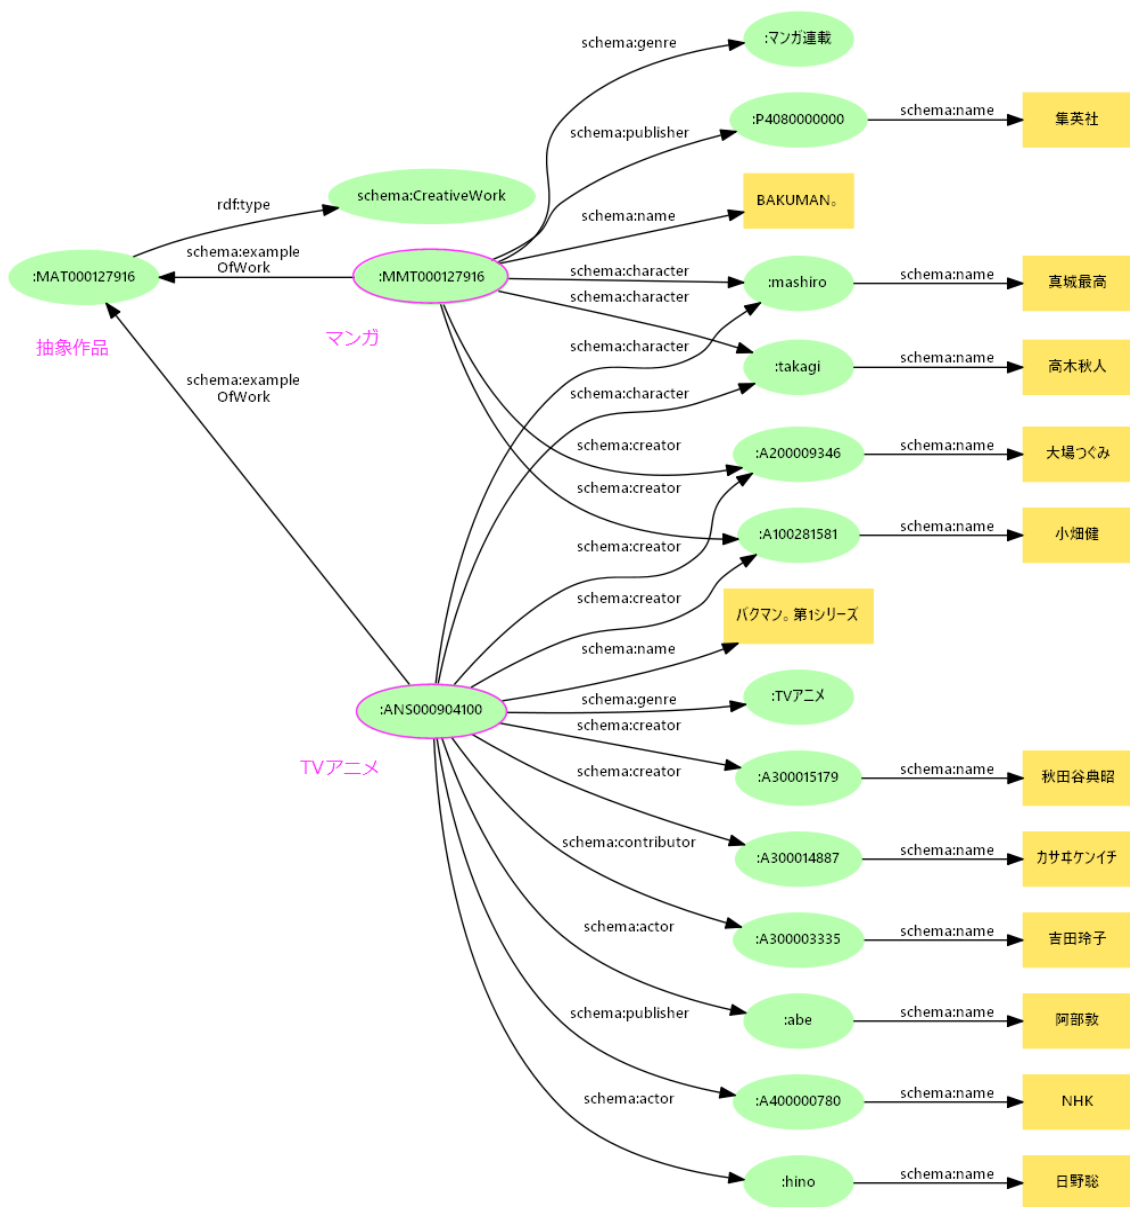 :マンガ連載
schema:genre
:P4080000000
schema:name
集英社
schema:publisher
schema:CreativeWork
BAKUMAN。
rdf:type
schema:name
schema:example
OfWork
:MAT000127916
:MMT000127916
schema:character
:mashiro
schema:name
真城最高
schema:character
抽象作品
マンガ
schema:character
:takagi
schema:name
高木秋人
schema:example
OfWork
schema:character
schema:creator
:A200009346
schema:name
大場つぐみ
schema:creator
:A100281581
schema:name
小畑健
schema:creator
schema:creator
バクマン。第1シリーズ
schema:name
:ANS000904100
schema:genre
:TVアニメ
schema:creator
TVアニメ
schema:creator
:A300015179
schema:name
秋田谷典昭
schema:contributor
:A300014887
schema:name
カサヰケンイチ
schema:actor
:A300003335
schema:name
吉田玲子
schema:publisher
:abe
schema:name
阿部敦
schema:actor
:A400000780
schema:name
NHK
:hino
schema:name
日野聡